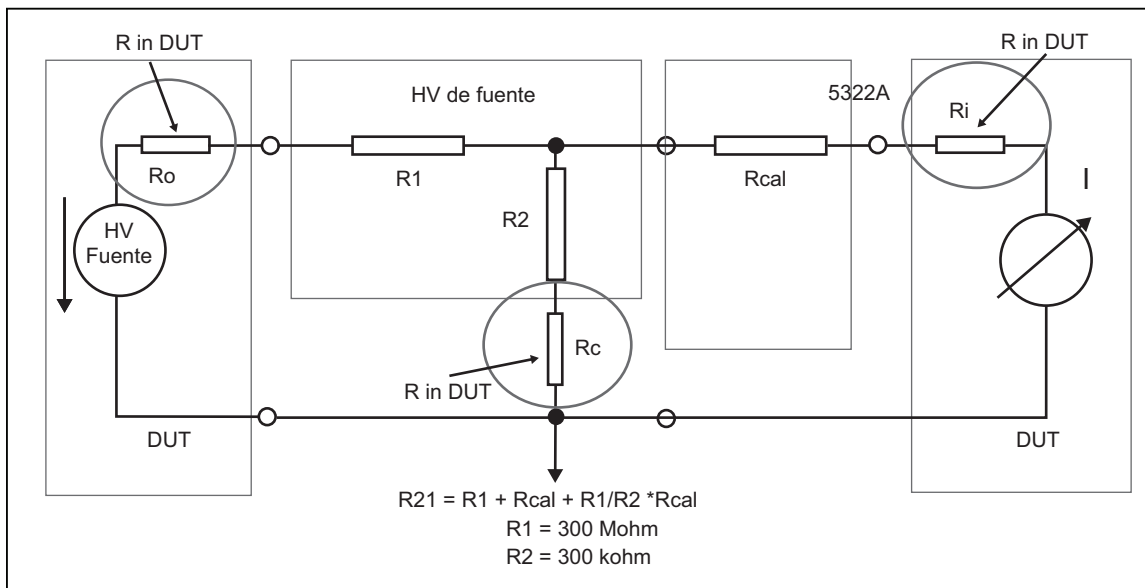 R in DUT
R in DUT
HV de fuente
5322A
Ri
Ro
R1
Rcal
I
R2
HV
Fuente
Rc
R in DUT
DUT
DUT
R21 = R1 + Rcal + R1/R2 *Rcal
R1 = 300 Mohm
R2 = 300 kohm